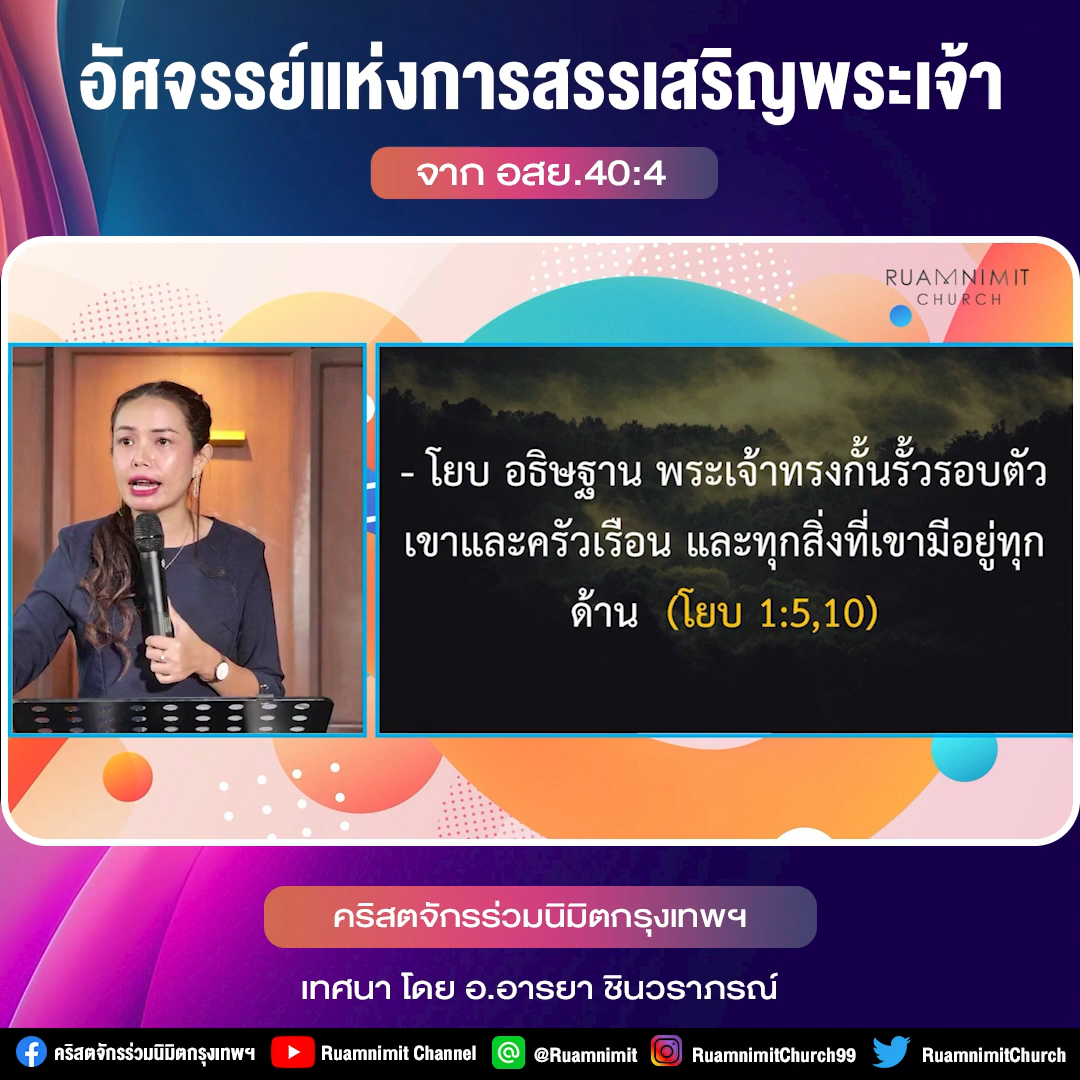 อัศจรรย์แห่งการสรรเสริญพระเจ้า
จาก อสย.40:4
RUAMNIMIT
CHURCH
- โยบ อธิษฐาน พระเจ้าทรงกั้นรั้วรอบตัว
เขาและครัวเรือน และทุกสิ่งที่เขามีอยู่ทุก
ด้าน (โยบ 1:5,10)
คริสตจักรร่วมนิมิตกรุงเทพฯ
เทศนา โดย อ.อารยา ชินวราภรณ์
คริสตจักรร่วมนิมิตกรุงเทพฯ Ruamnimit Channel @Ruamnimit RuamnimitChurch99 RuamnimitChurch